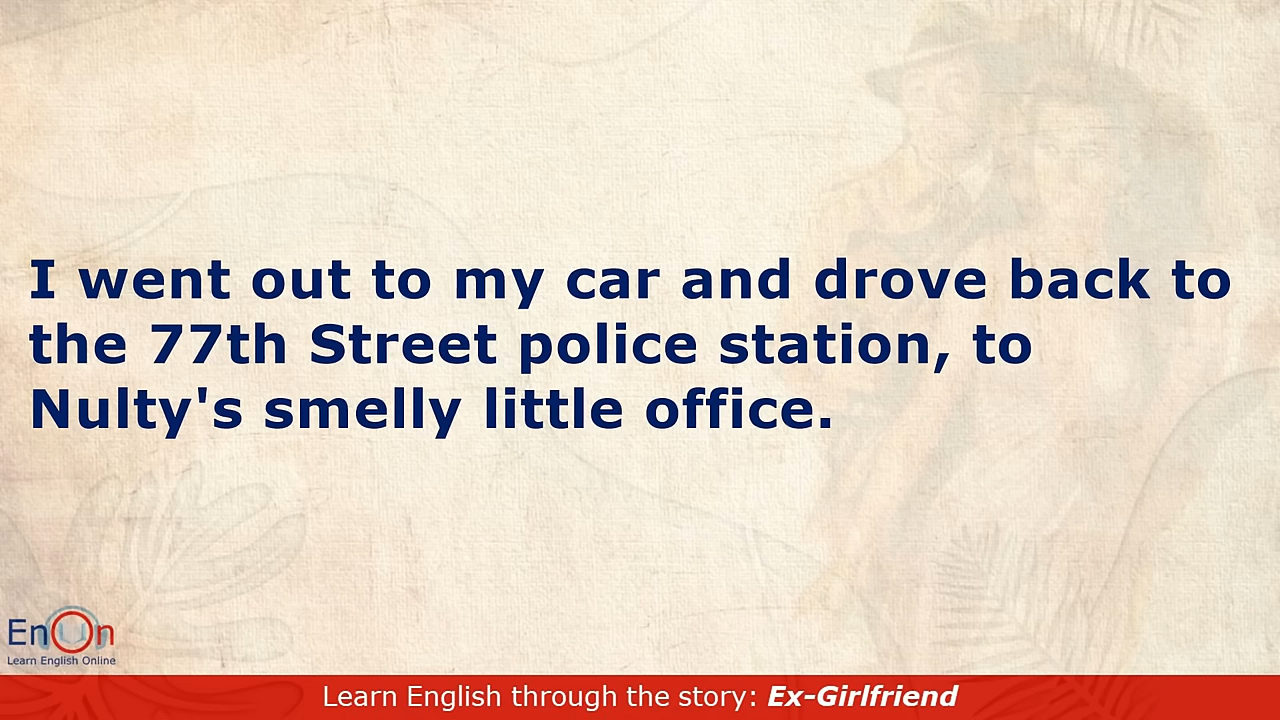 I went out to my car and drove back to
the 77th Street police station, to
Nulty's smelly little office.
EnOn
Learn English Online
Learn English through the story: Ex-Girlfriend